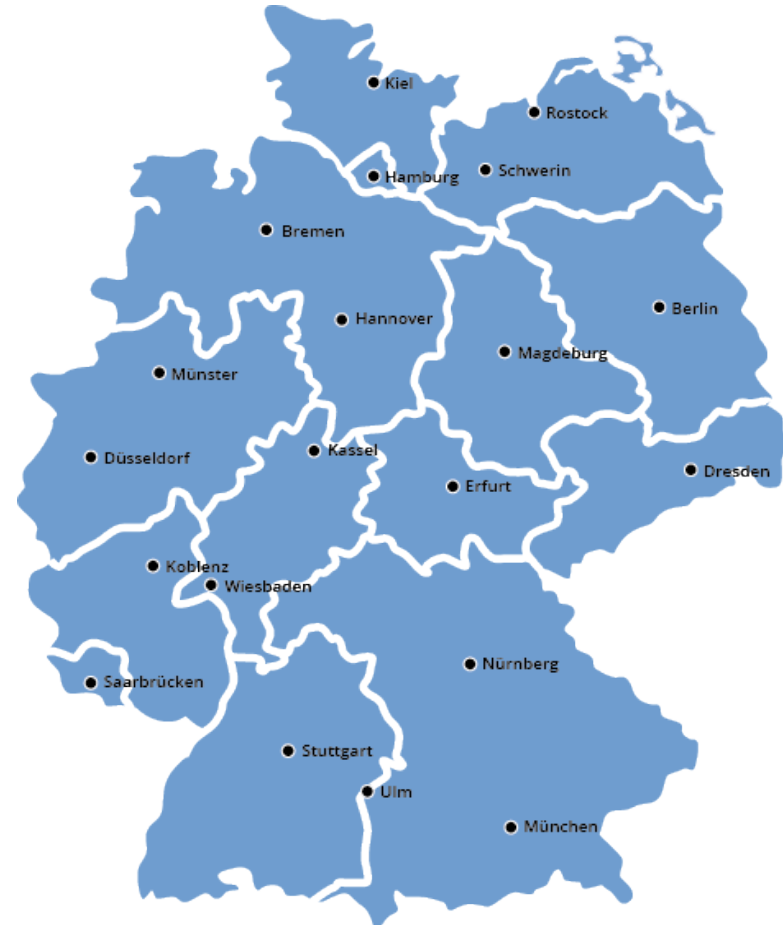 Kiel
Rostock
Schwerin
Hamburg
Bremen
Berlin
Hannover
Magdeburg
Münster
Kassel
Düsseldorf
Dresden
Erfurt
Koblenz
Wiesbaden
Nürnberg
Saarbrücken
Stuttgart
Ulm
München